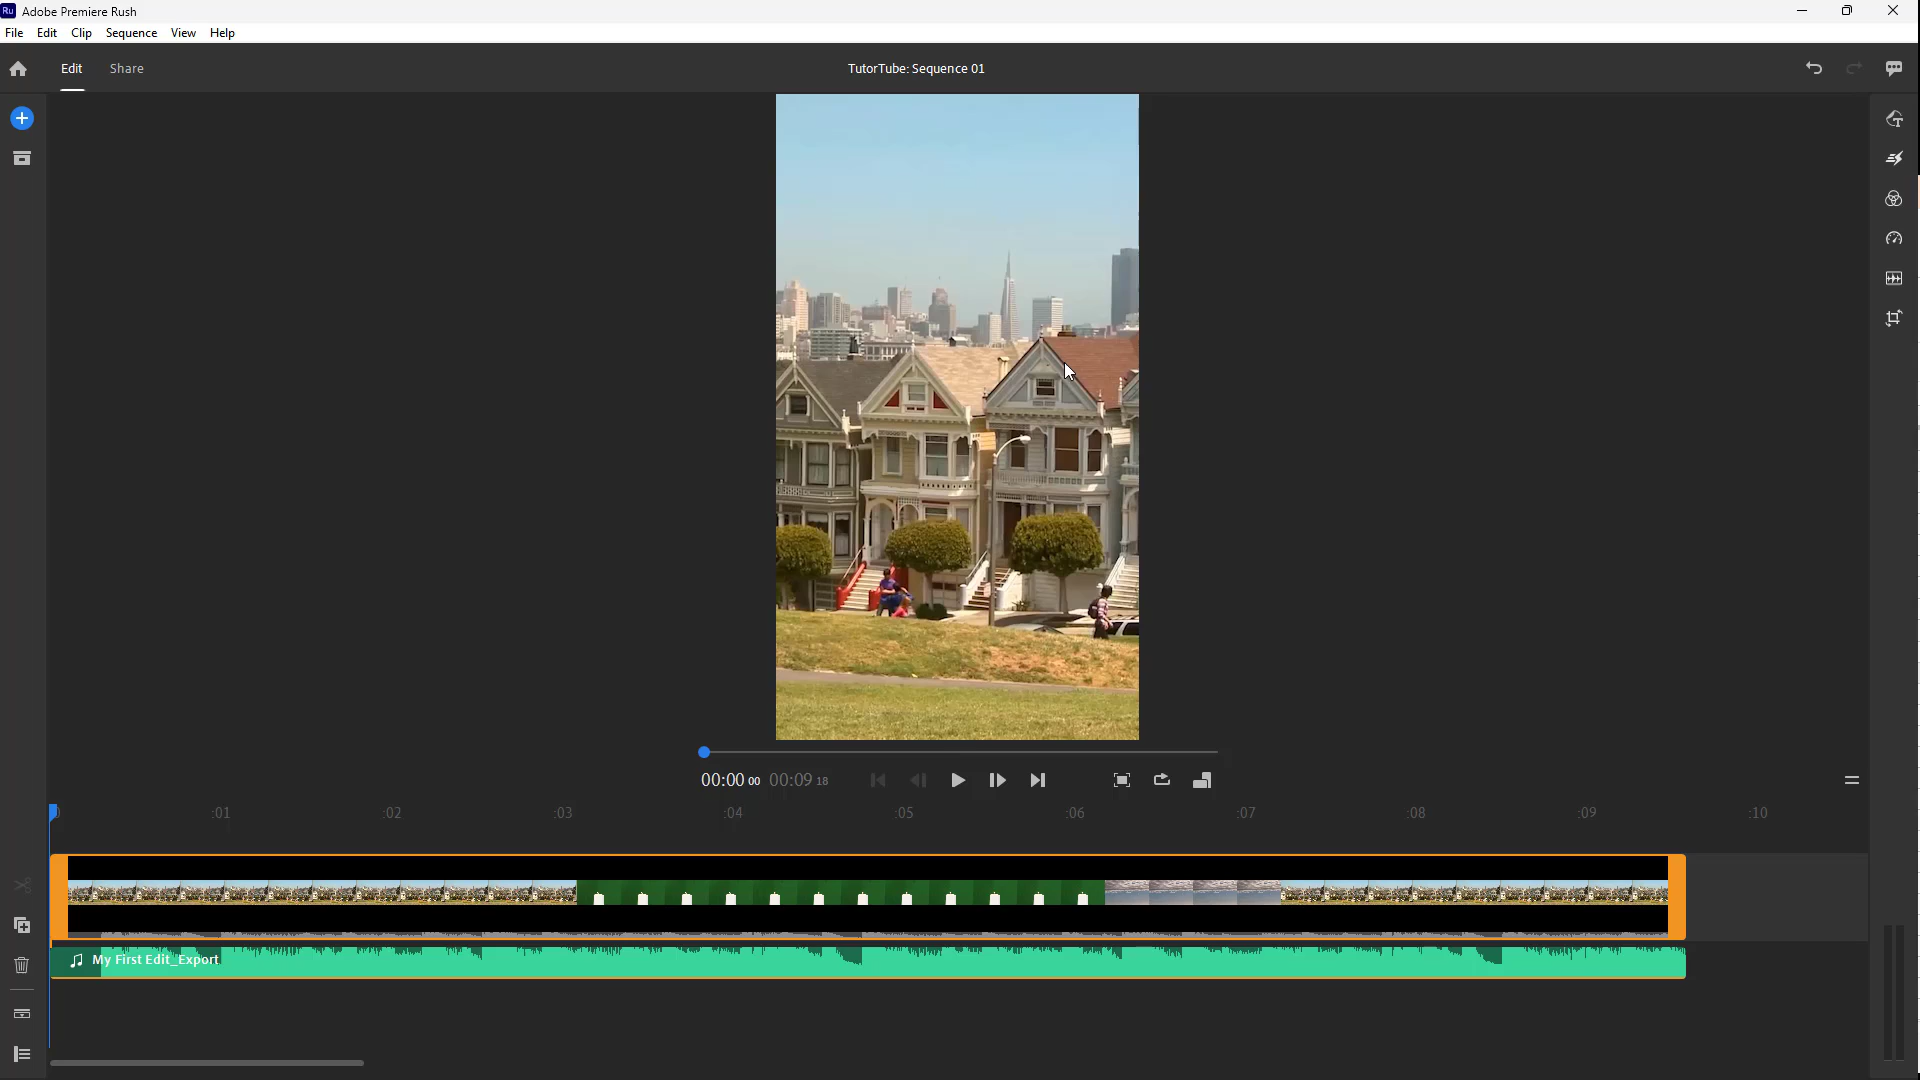 Ru Adobe Premiere Rush
File Edit Clip Sequence View Help
Edit Share TutorTube: Sequence 01
00:00 00 00:09 18
:01 :02 :03 :04 :05 :06 :07 :08 :09 :10
My First Edit_Export